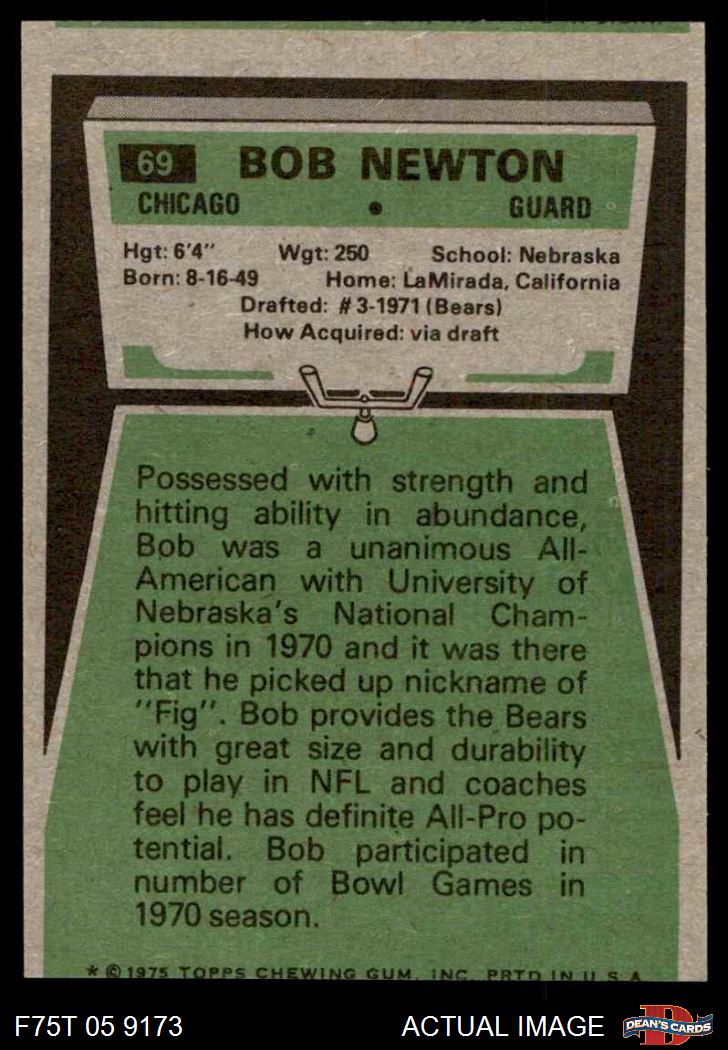 69 BOB NEWTON
CHICAGO • GUARD
Hgt: 6'4" Wgt: 250 School: Nebraska
Born: 8-16-49 Home: LaMirada, California
Drafted: #3-1971 (Bears)
How Acquired: via draft
Possessed with strength and
hitting ability in abundance,
Bob was a unanimous All-
American with University of
Nebraska's National Cham-
pions in 1970 and it was there
that he picked up nickname of
"Fig". Bob provides the Bears
with great size and durability
to play in NFL and coaches
feel he has definite All-Pro po-
tential. Bob participated in
number of Bowl Games in
1970 season.
* © 1975 TOPPS CHEWING GUM, INC. PRTD IN U S A
F75T 05 9173 ACTUAL IMAGE D DEAN'S CARDS